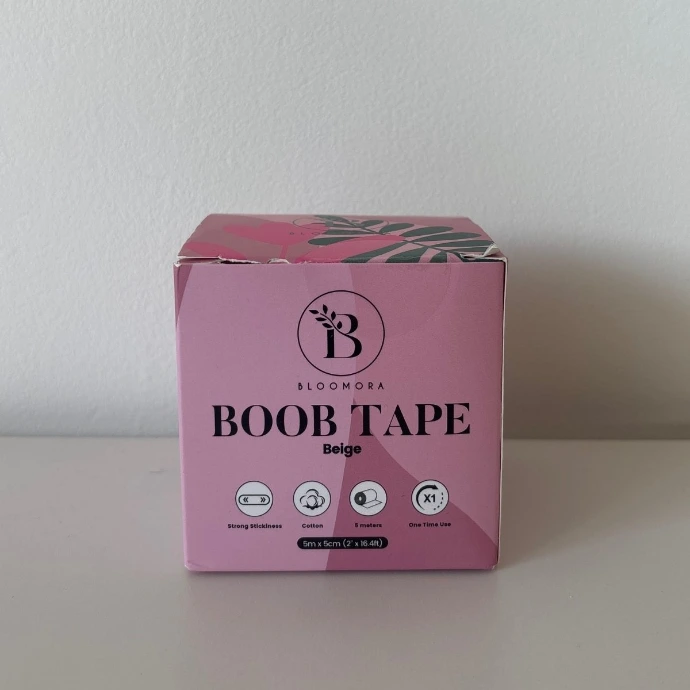 B
BLOOMORA
BOOB TAPE
Beige
Strong Stickiness
Cotton
5 meters
X1
One Time Use
5m x 5cm (2" x 16.4ft)